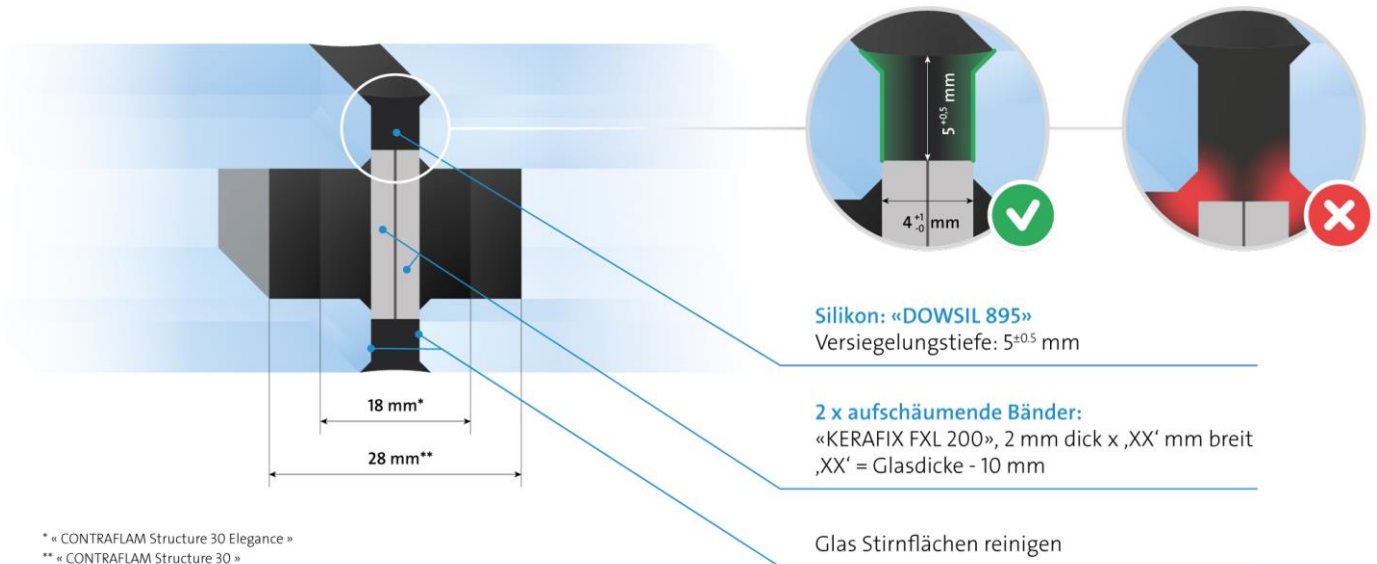 5+0,5 mm
4+1-0 mm
Silikon: «DOWSIL 895»
Versiegelungstiefe: 5±0.5 mm
2 x aufschäumende Bänder:
«KERAFIX FXL 200», 2 mm dick x ‚XX‘ mm breit
‚XX‘ = Glasdicke - 10 mm
Glas Stirnflächen reinigen
18 mm*
28 mm**
* « CONTRAFLAM Structure 30 Elegance »
** « CONTRAFLAM Structure 30 »